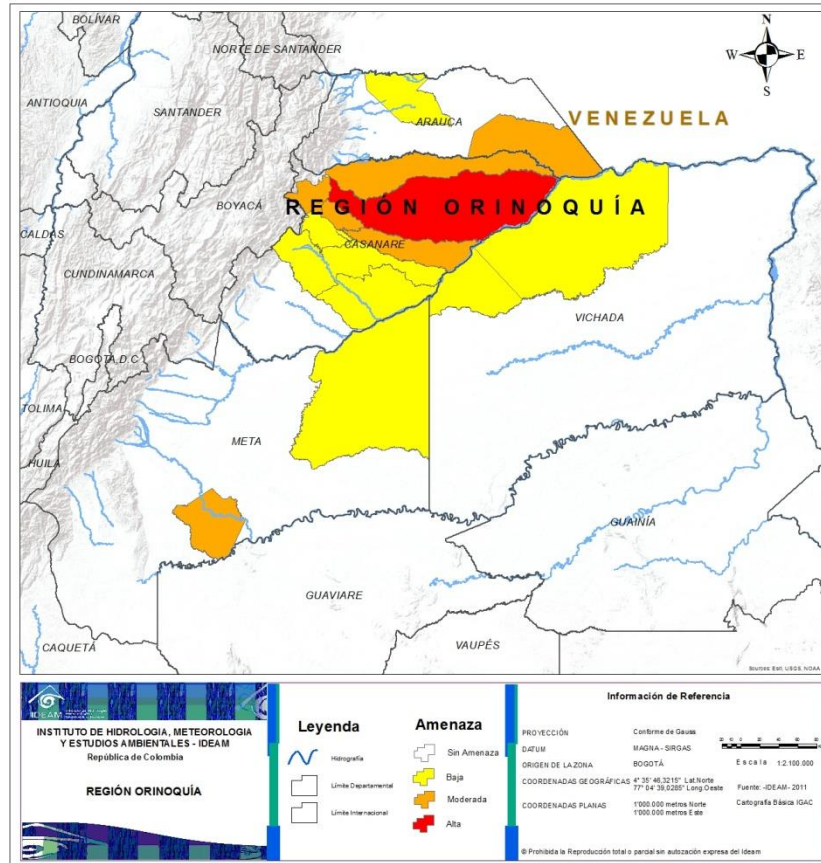 BOLÍVAR
NORTE DE SANTANDER
N
W E
S
ANTIOQUIA
SANTANDER
ARAUCA
VENEZUELA
BOYACÁ
REGIÓN ORINOQUÍA
CALDAS
CASANARE
CUNDINAMARCA
VICHADA
BOGOTA D.C
TOLIMA
META
HUILA
GUAINÍA
GUAVIARE
CAQUETÁ
VAUPÉS
Sources: Esri, USGS, NOAA
IDEAM
INSTITUTO DE HIDROLOGIA, METEOROLOGIA
Y ESTUDIOS AMBIENTALES - IDEAM
República de Colombia
REGIÓN ORINOQUÍA
Leyenda
Hidrografía
Límite Departamental
Límite Internacional
Amenaza
Sin Amenaza
Baja
Moderada
Alta
Información de Referencia
PROYECCIÓN Conforme de Gauss
DATUM MAGNA - SIRGAS
ORIGEN DE LA ZONA BOGOTÁ
COORDENADAS GEOGRÁFICAS 4° 35' 46,3215" Lat.Norte
77° 04' 39,0285" Long.Oeste
COORDENADAS PLANAS 1'000.000 metros Norte
1'000.000 metros Este
Escala 1:2.100.000
Fuente: -IDEAM- 2011
Cartografía Básica IGAC
© Prohibida la Reproducción total o parcial sin autozación expresa del Ideam